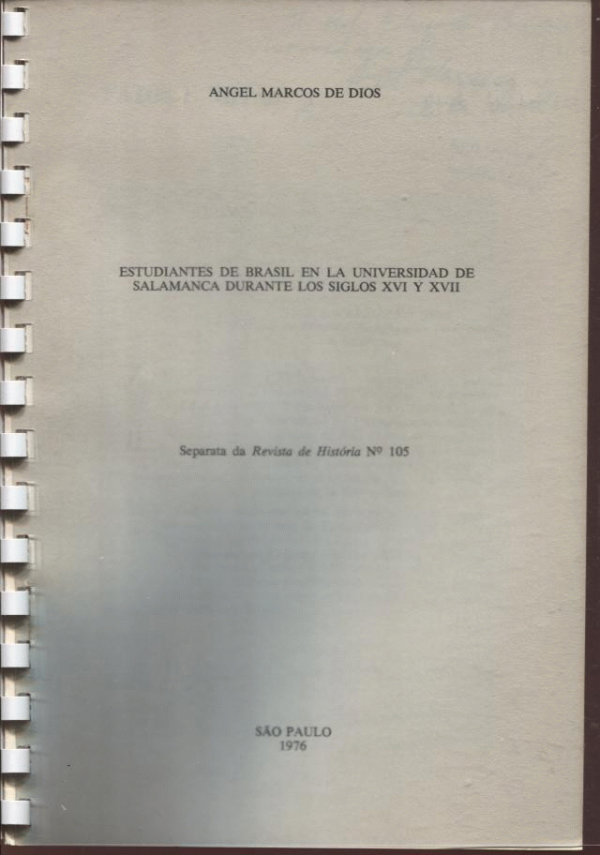 ANGEL MARCOS DE DIOS
ESTUDIANTES DE BRASIL EN LA UNIVERSIDAD DE
SALAMANCA DURANTE LOS SIGLOS XVI Y XVII
Separata da Revista de História Nº 105
SÃO PAULO
1976